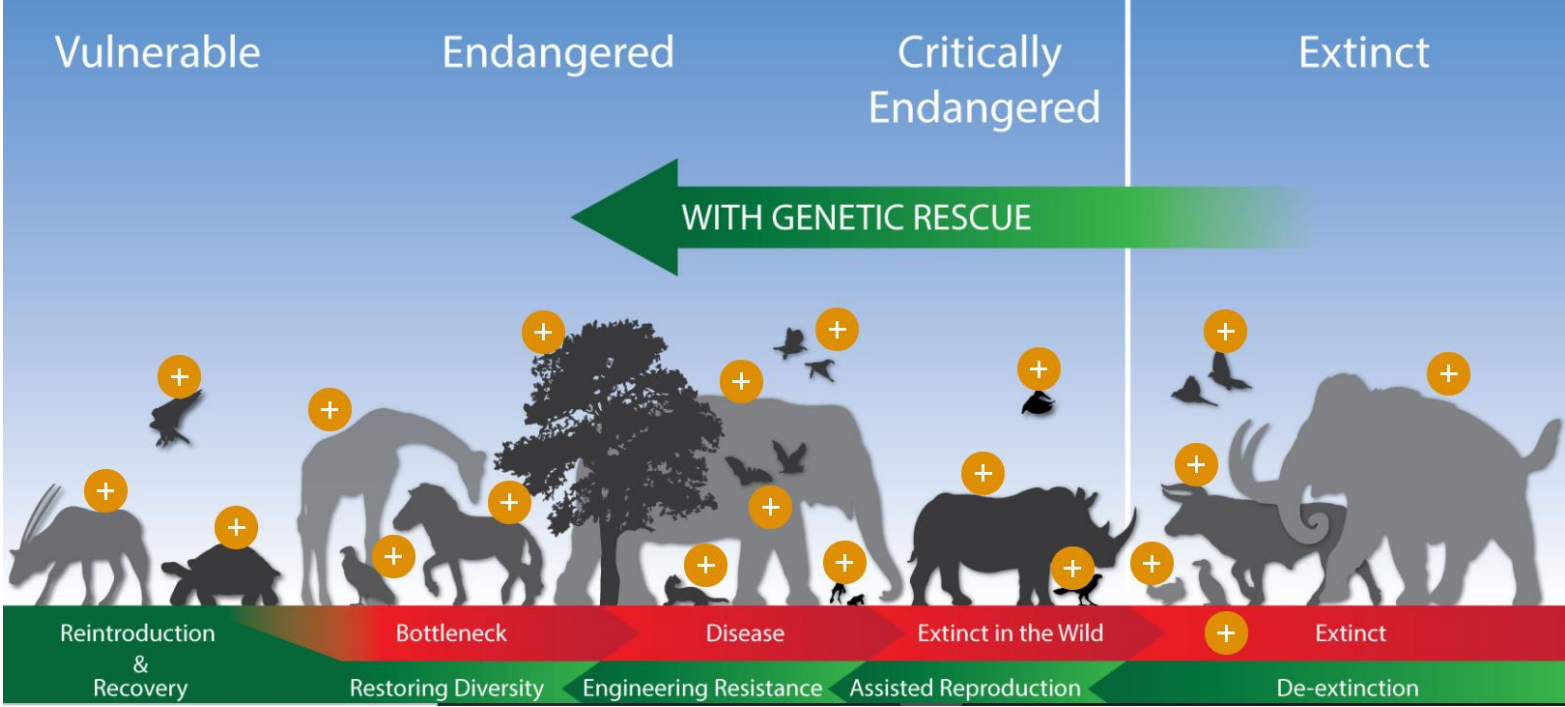 Vulnerable
Endangered
Critically
Endangered
Extinct
WITH GENETIC RESCUE
Reintroduction
&
Recovery
Bottleneck
Disease
Extinct in the Wild
Extinct
Restoring Diversity
Engineering Resistance
Assisted Reproduction
De-extinction